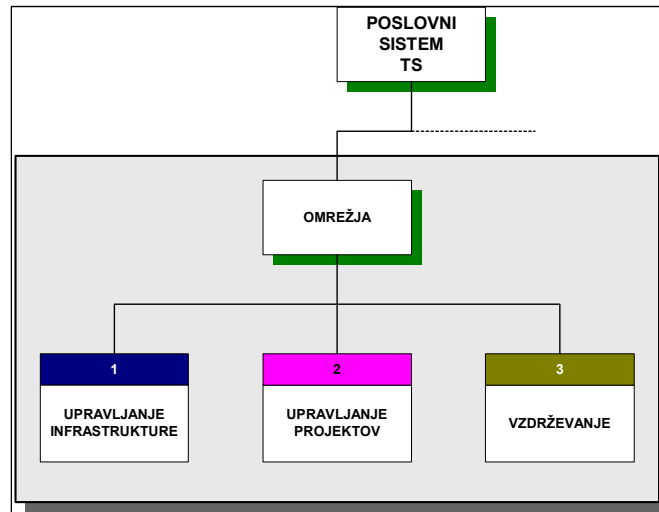 POSLOVNI
SISTEM
TS
OMREŽJA
1
2
3
UPRAVLJANJE
INFRASTRUKTURE
UPRAVLJANJE
PROJEKTOV
VZDRŽEVANJE